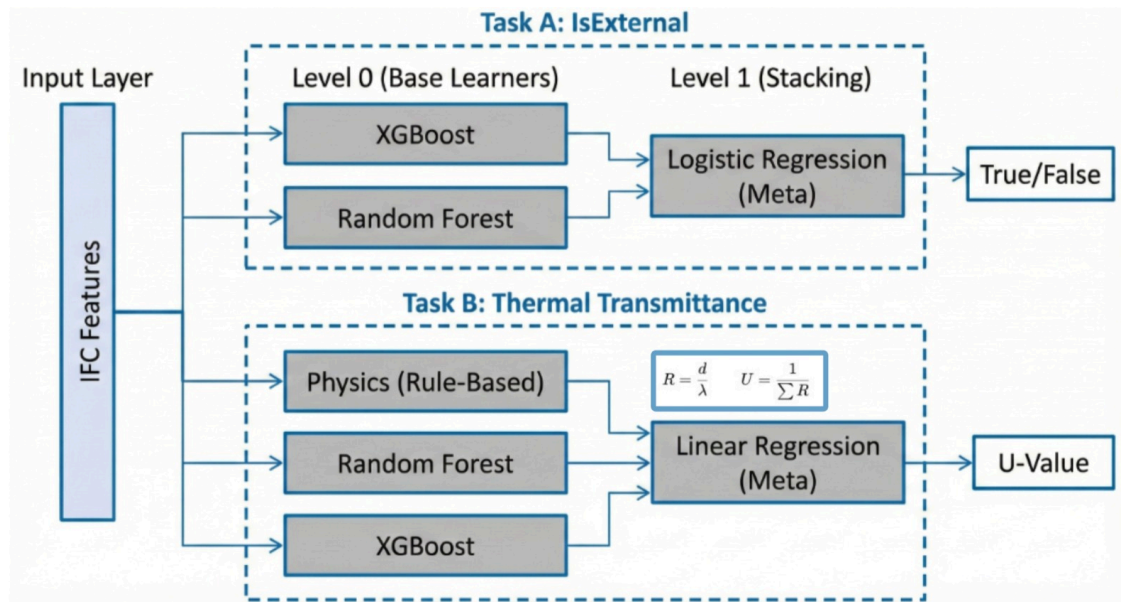 Task A: IsExternal
Input Layer
Level 0 (Base Learners)
Level 1 (Stacking)
XGBoost
Random Forest
Logistic Regression
(Meta)
True/False
IFC Features
Task B: Thermal Transmittance
Physics (Rule-Based)
R = d/λ U = 1/∑R
Random Forest
XGBoost
Linear Regression
(Meta)
U-Value